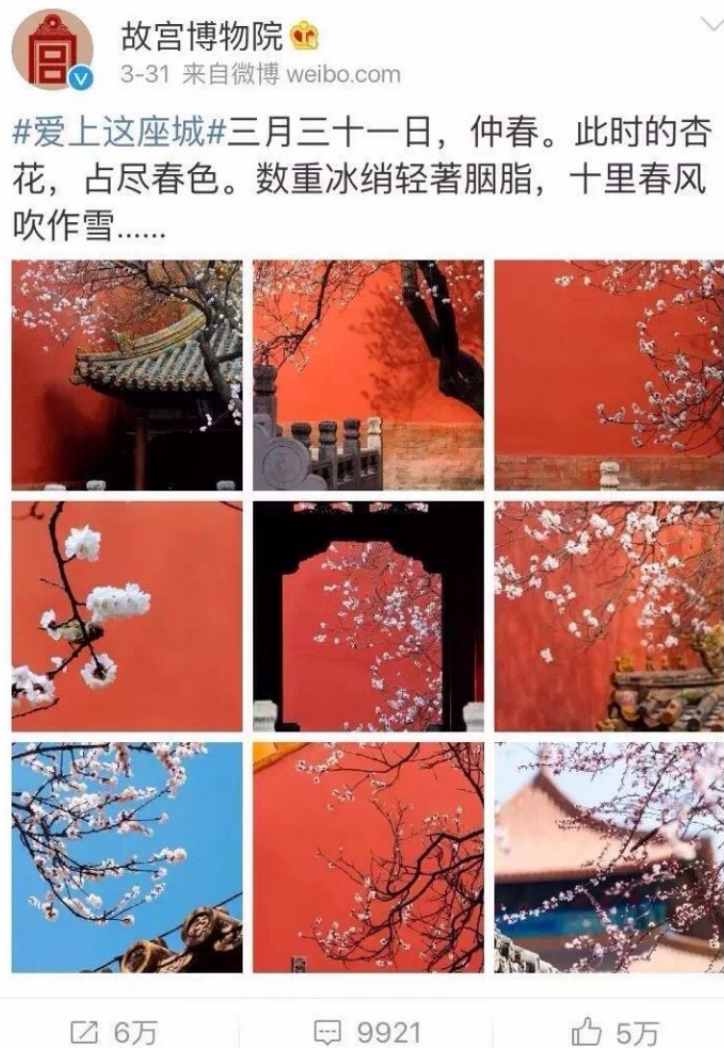 故宫博物院
3-31 来自微博 weibo.com
#爱上这座城#三月三十一日，仲春。此时的杏
花，占尽春色。数重冰绡轻著胭脂，十里春风
吹作雪......
6万 9921 5万